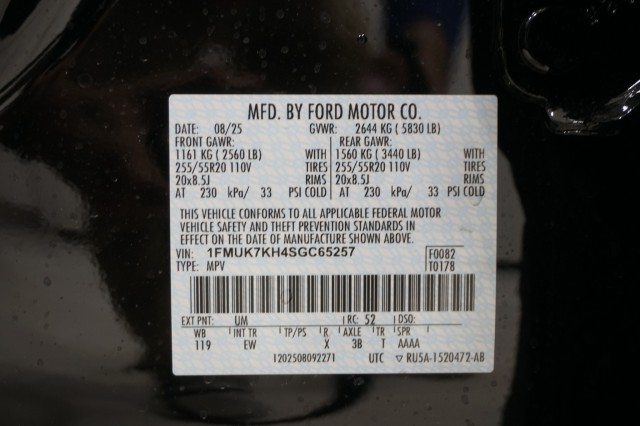 MFD. BY FORD MOTOR CO.
DATE: 08/25 GVWR: 2644 KG ( 5830 LB)
FRONT GAWR: REAR GAWR:
1161 KG ( 2560 LB) WITH 1560 KG ( 3440 LB) WITH
255/55R20 110V TIRES 255/55R20 110V TIRES
20x8.5J RIMS 20x8.5J RIMS
AT 230 kPa/ 33 PSI COLD AT 230 kPa/ 33 PSI COLD
THIS VEHICLE CONFORMS TO ALL APPLICABLE FEDERAL MOTOR
VEHICLE SAFETY AND THEFT PREVENTION STANDARDS IN
EFFECT ON THE DATE OF MANUFACTURE SHOWN ABOVE.
VIN: 1FMUK7KH4SGC65257 F0082
TYPE: MPV T0178
EXT PNT: UM RC: 52 DSO:
WB INT TR TP/PS R AXLE TR SPR
119 EW X 3B T AAAA
1202508092271 UTC ▽ RU5A-1520472-AB